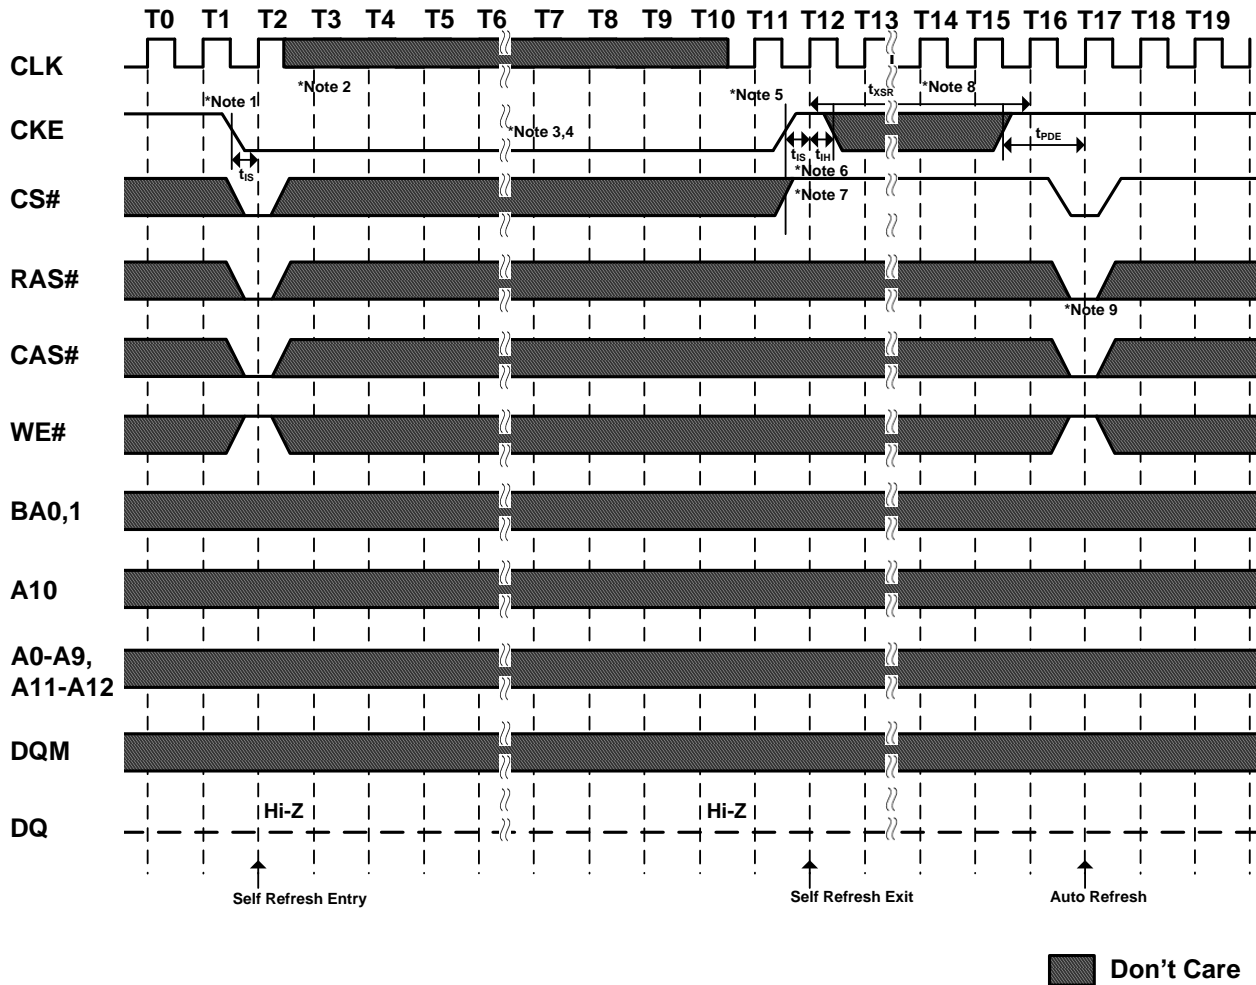 T0 T1 T2 T3 T4 T5 T6 T7 T8 T9 T10 T11 T12 T13 T14 T15 T16 T17 T18 T19
CLK
*Note 2 *Note 5 tXSR *Note 8
*Note 1
CKE *Note 3,4 tPDE
tIS tIS tIH
*Note 6
CS# *Note 7
RAS#
*Note 9
CAS#
WE#
BA0,1
A10
A0-A9,
A11-A12
DQM
Hi-Z Hi-Z
DQ
Self Refresh Entry Self Refresh Exit Auto Refresh
Don't Care